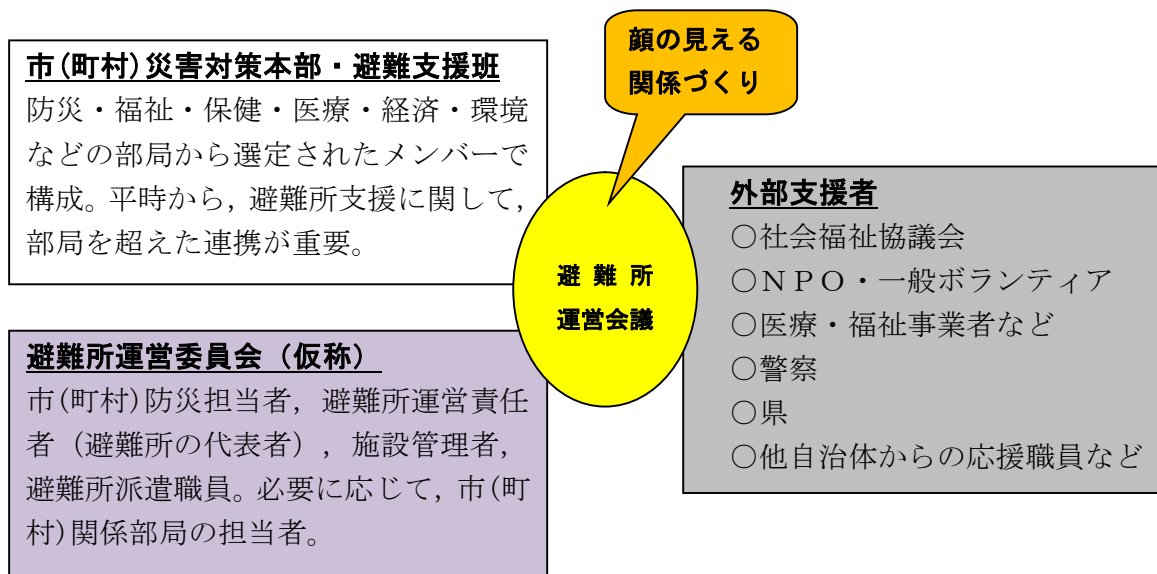 市(町村)災害対策本部・避難支援班
防災・福祉・保健・医療・経済・環境
などの部局から選定されたメンバーで
構成。平時から,避難所支援に関して,
部局を超えた連携が重要。
避難所運営委員会（仮称）
市(町村)防災担当者，避難所運営責任
者（避難所の代表者），施設管理者，
避難所派遣職員。必要に応じて,市(町
村)関係部局の担当者。
顔の見える
関係づくり
避難所
運営会議
外部支援者
○社会福祉協議会
○ＮＰＯ・一般ボランティア
○医療・福祉事業者など
○警察
○県
○他自治体からの応援職員など